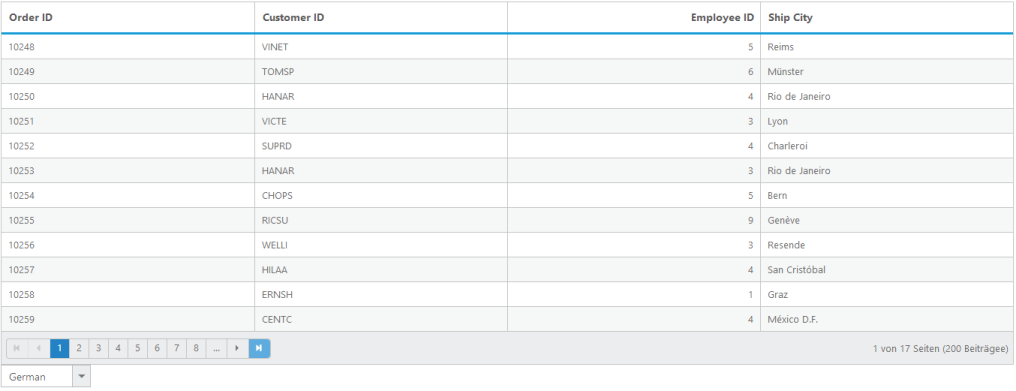 Order ID Customer ID Employee ID Ship City
10248 VINET 5 Reims
10249 TOMSP 6 Münster
10250 HANAR 4 Rio de Janeiro
10251 VICTE 3 Lyon
10252 SUPRD 4 Charleroi
10253 HANAR 3 Rio de Janeiro
10254 CHOPS 5 Bern
10255 RICSU 9 Genève
10256 WELLI 3 Resende
10257 HILAA 4 San Cristóbal
10258 ERNSH 1 Graz
10259 CENTC 4 México D.F.
1 2 3 4 5 6 7 8 ... 1 von 17 Seiten (200 Beiträgee)
German